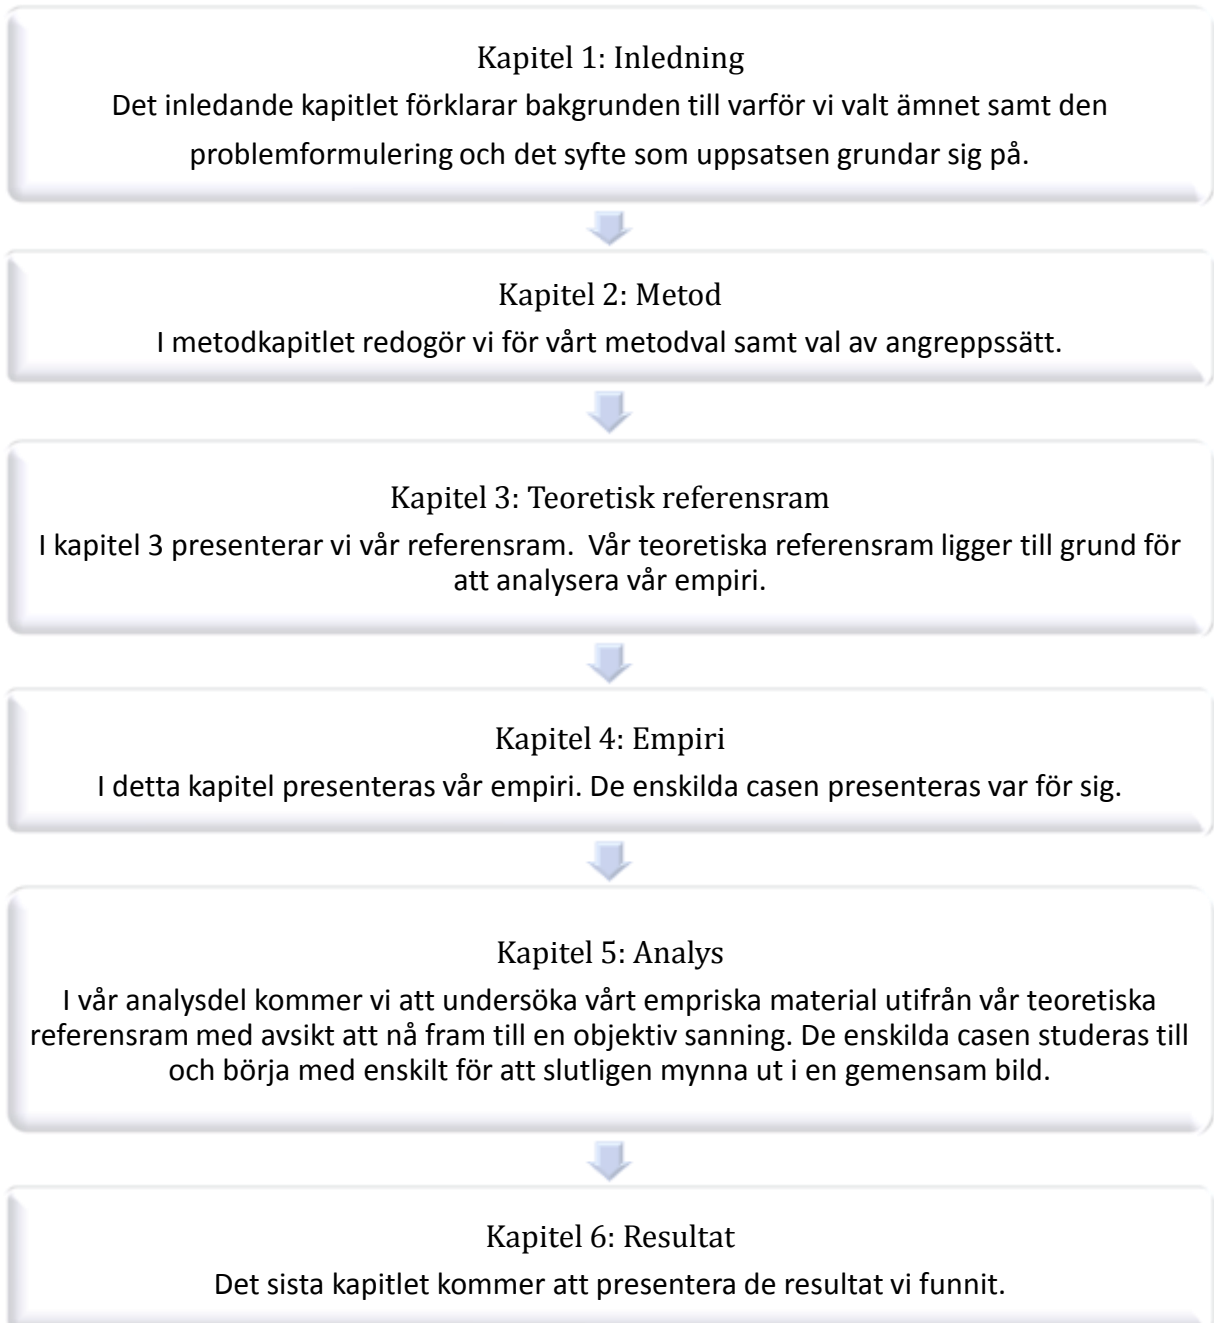 Kapitel 1: Inledning
Det inledande kapitlet förklarar bakgrunden till varför vi valt ämnet samt den
problemformulering och det syfte som uppsatsen grundar sig på.
Kapitel 2: Metod
I metodkapitlet redogör vi för vårt metodval samt val av angreppssätt.
Kapitel 3: Teoretisk referensram
I kapitel 3 presenterar vi vår referensram.  Vår teoretiska referensram ligger till grund för
att analysera vår empiri.
Kapitel 4: Empiri
I detta kapitel presenteras vår empiri. De enskilda casen presenteras var för sig.
Kapitel 5: Analys
I vår analysdel kommer vi att undersöka vårt empriska material utifrån vår teoretiska
referensram med avsikt att nå fram till en objektiv sanning. De enskilda casen studeras till
och börja med enskilt för att slutligen mynna ut i en gemensam bild.
Kapitel 6: Resultat
Det sista kapitlet kommer att presentera de resultat vi funnit.